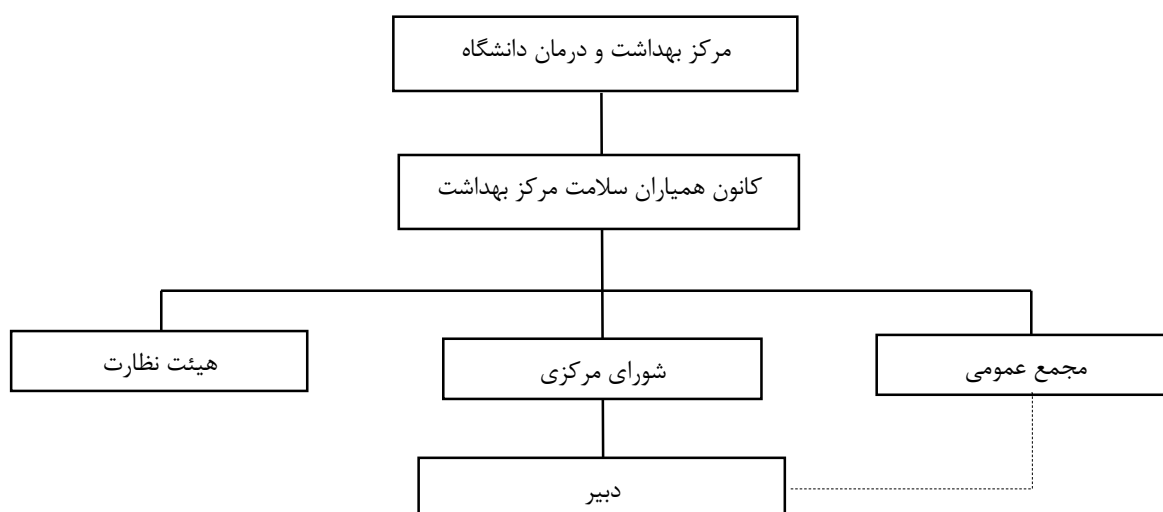 مرکز بهداشت و درمان دانشگاه
کانون همیاران سلامت مرکز بهداشت
مجمع عمومی
شورای مرکزی
هیئت نظارت
دبیر